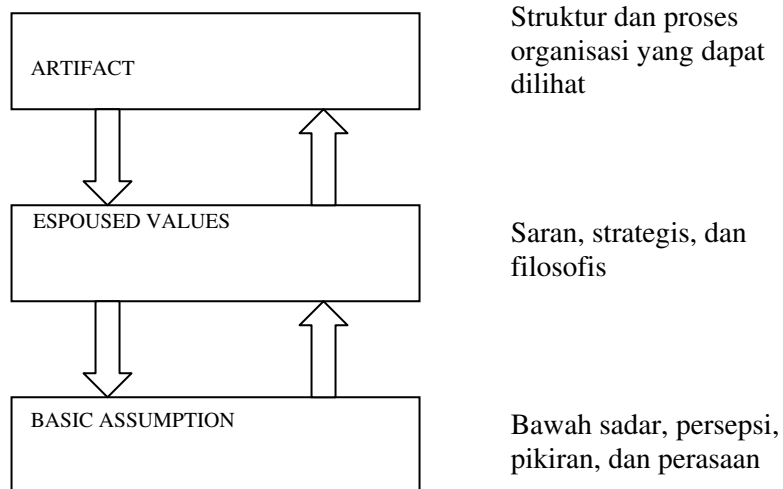 ARTIFACT
Struktur dan proses
organisasi yang dapat
dilihat
ESPOUSED VALUES
Saran, strategis, dan
filosofis
BASIC ASSUMPTION
Bawah sadar, persepsi,
pikiran, dan perasaan